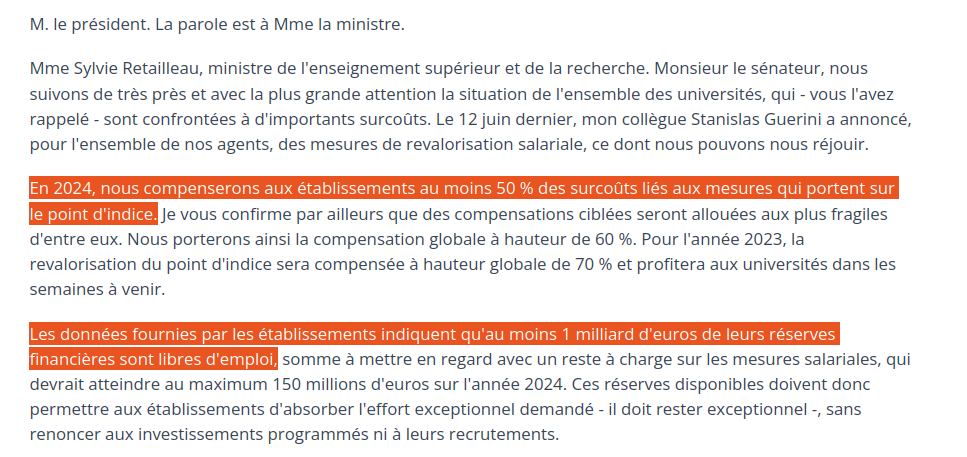 M. le président. La parole est à Mme la ministre.
Mme Sylvie Retailleau, ministre de l'enseignement supérieur et de la recherche. Monsieur le sénateur, nous
suivons de très près et avec la plus grande attention la situation de l'ensemble des universités, qui - vous l'avez
rappelé - sont confrontées à d'importants surcoûts. Le 12 juin dernier, mon collègue Stanislas Guerini a annoncé,
pour l'ensemble de nos agents, des mesures de revalorisation salariale, ce dont nous pouvons nous réjouir.
En 2024, nous compenserons aux établissements au moins 50 % des surcoûts liés aux mesures qui portent sur
le point d'indice. Je vous confirme par ailleurs que des compensations ciblées seront allouées aux plus fragiles
d'entre eux. Nous porterons ainsi la compensation globale à hauteur de 60 %. Pour l'année 2023, la
revalorisation du point d'indice sera compensée à hauteur globale de 70 % et profitera aux universités dans les
semaines à venir.
Les données fournies par les établissements indiquent qu'au moins 1 milliard d'euros de leurs réserves
financières sont libres d'emploi, somme à mettre en regard avec un reste à charge sur les mesures salariales, qui
devrait atteindre au maximum 150 millions d'euros sur l'année 2024. Ces réserves disponibles doivent donc
permettre aux établissements d'absorber l'effort exceptionnel demandé - il doit rester exceptionnel -, sans
renoncer aux investissements programmés ni à leurs recrutements.